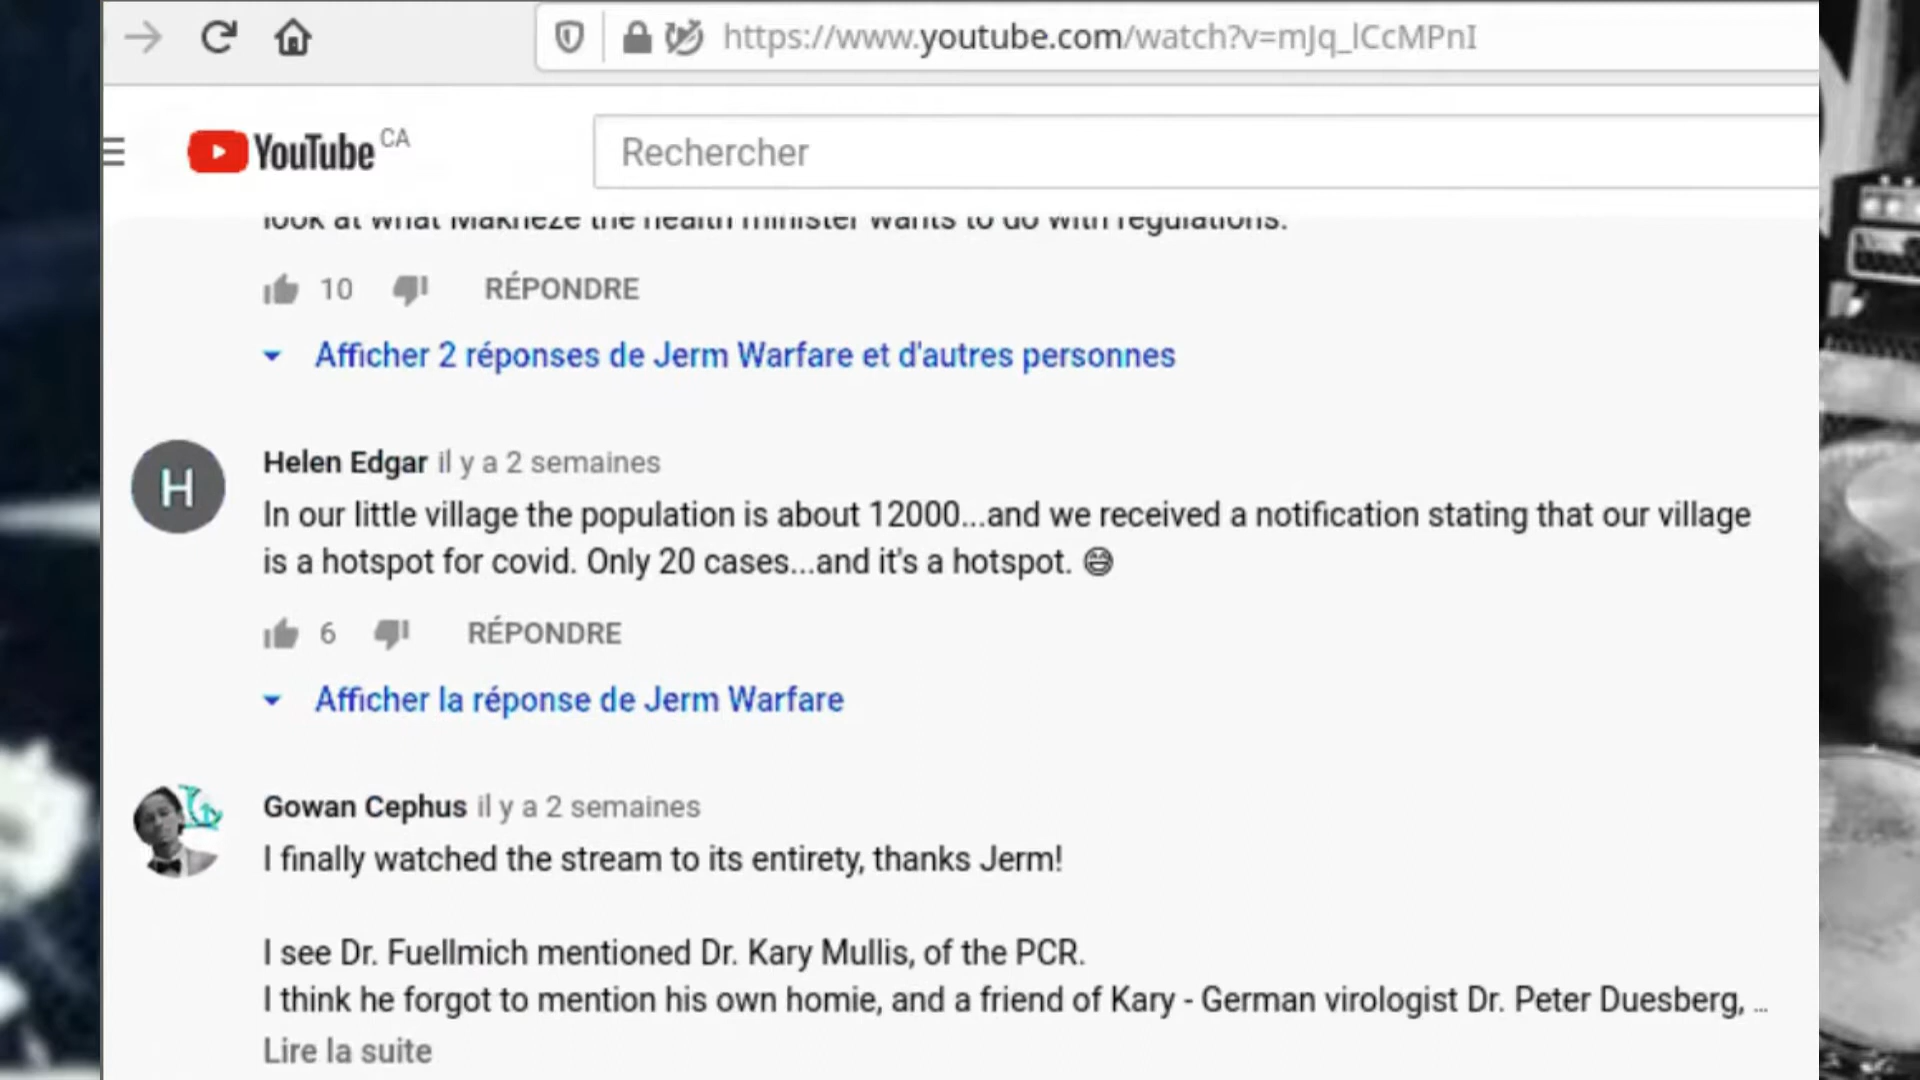 https://www.youtube.com/watch?v=mJq_lCcMPnI
YouTube CA
Rechercher
look at what Makheze the health minister wants to do with regulations.
10 RÉPONDRE
Afficher 2 réponses de Jerm Warfare et d'autres personnes
H
Helen Edgar il y a 2 semaines
In our little village the population is about 12000...and we received a notification stating that our village
is a hotspot for covid. Only 20 cases...and it's a hotspot. 😅
6 RÉPONDRE
Afficher la réponse de Jerm Warfare
Gowan Cephus il y a 2 semaines
I finally watched the stream to its entirety, thanks Jerm!
I see Dr. Fuellmich mentioned Dr. Kary Mullis, of the PCR.
I think he forgot to mention his own homie, and a friend of Kary - German virologist Dr. Peter Duesberg, ...
Lire la suite